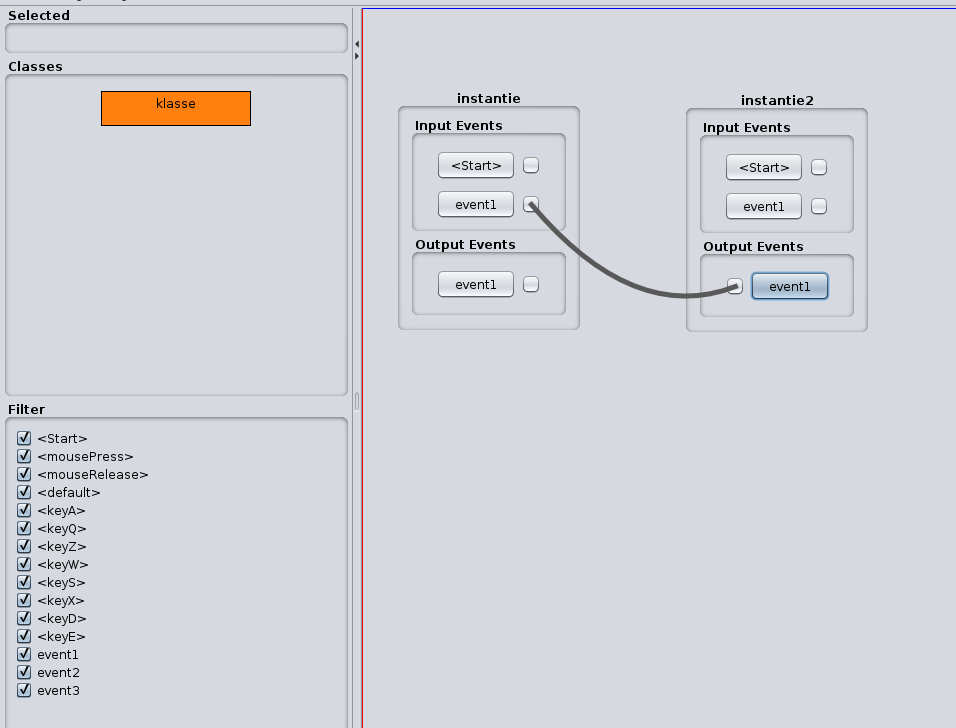 Selected
Classes
klasse
Filter
<Start>
<mousePress>
<mouseRelease>
<default>
<keyA>
<keyQ>
<keyZ>
<keyW>
<keyS>
<keyX>
<keyD>
<keyE>
event1
event2
event3
instantie
Input Events
<Start>
event1
Output Events
event1
instantie2
Input Events
<Start>
event1
Output Events
event1